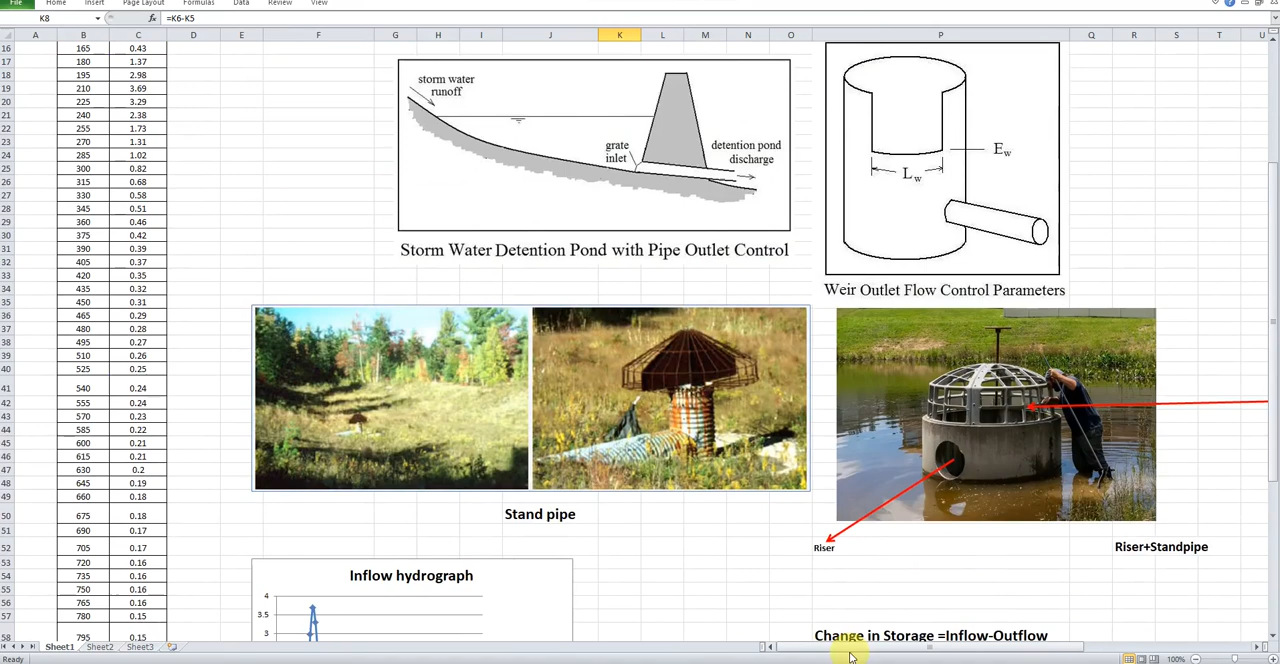 File Home Insert Page Layout Formulas Data Review View
K8 fx =K6-K5
A B C D E F G H I J K L M N O P Q R S T U
16 165 0.43
17 180 1.37
18 195 2.98
19 210 3.69
20 225 3.29
21 240 2.38
22 255 1.73
23 270 1.31
24 285 1.02
25 300 0.82
26 315 0.68
27 330 0.58
28 345 0.51
29 360 0.46
30 375 0.42
31 390 0.39
32 405 0.37
33 420 0.35
34 435 0.32
35 450 0.31
36 465 0.29
37 480 0.28
38 495 0.27
39 510 0.26
40 525 0.25
41 540 0.24
42 555 0.24
43 570 0.23
44 585 0.22
45 600 0.21
46 615 0.21
47 630 0.2
48 645 0.19
49 660 0.18
50 675 0.18
51 690 0.17
52 705 0.17
53 720 0.16
54 735 0.16
55 750 0.16
56 765 0.16
57 780 0.15
58 795 0.15
storm water
runoff
grate
inlet
detention pond
discharge
Storm Water Detention Pond with Pipe Outlet Control
Ew
Lw
Weir Outlet Flow Control Parameters
Stand pipe
Riser
Riser+Standpipe
Inflow hydrograph
4
3.5
3
Change in Storage =Inflow-Outflow
Sheet1 Sheet2 Sheet3
Ready 100%